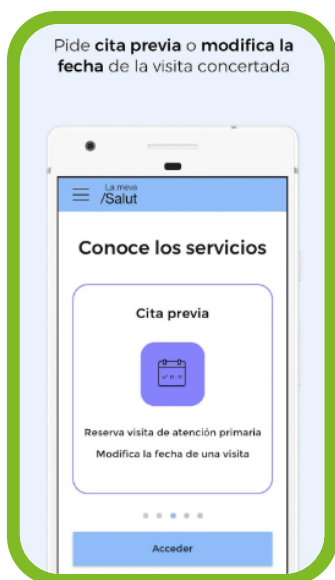 Pide cita previa o modifica la
fecha de la visita concertada
La meva
/Salut
Conoce los servicios
Cita previa
Reserva visita de atención primaria
Modifica la fecha de una visita
Acceder